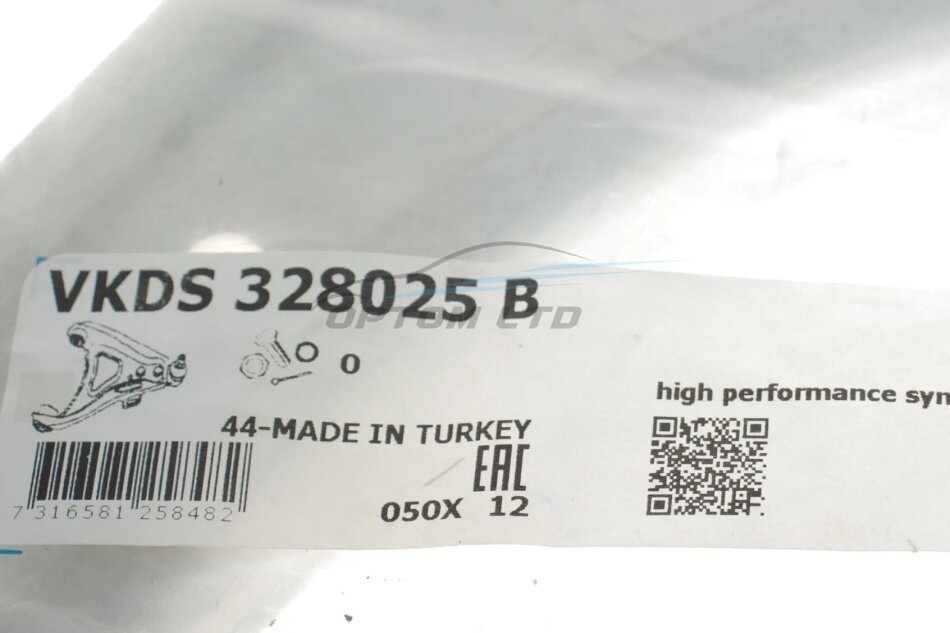 VKDS 328025 B
OPTOM LTD
0
high performance syn
44-MADE IN TURKEY
EAC
7 316581 258482
050X 12